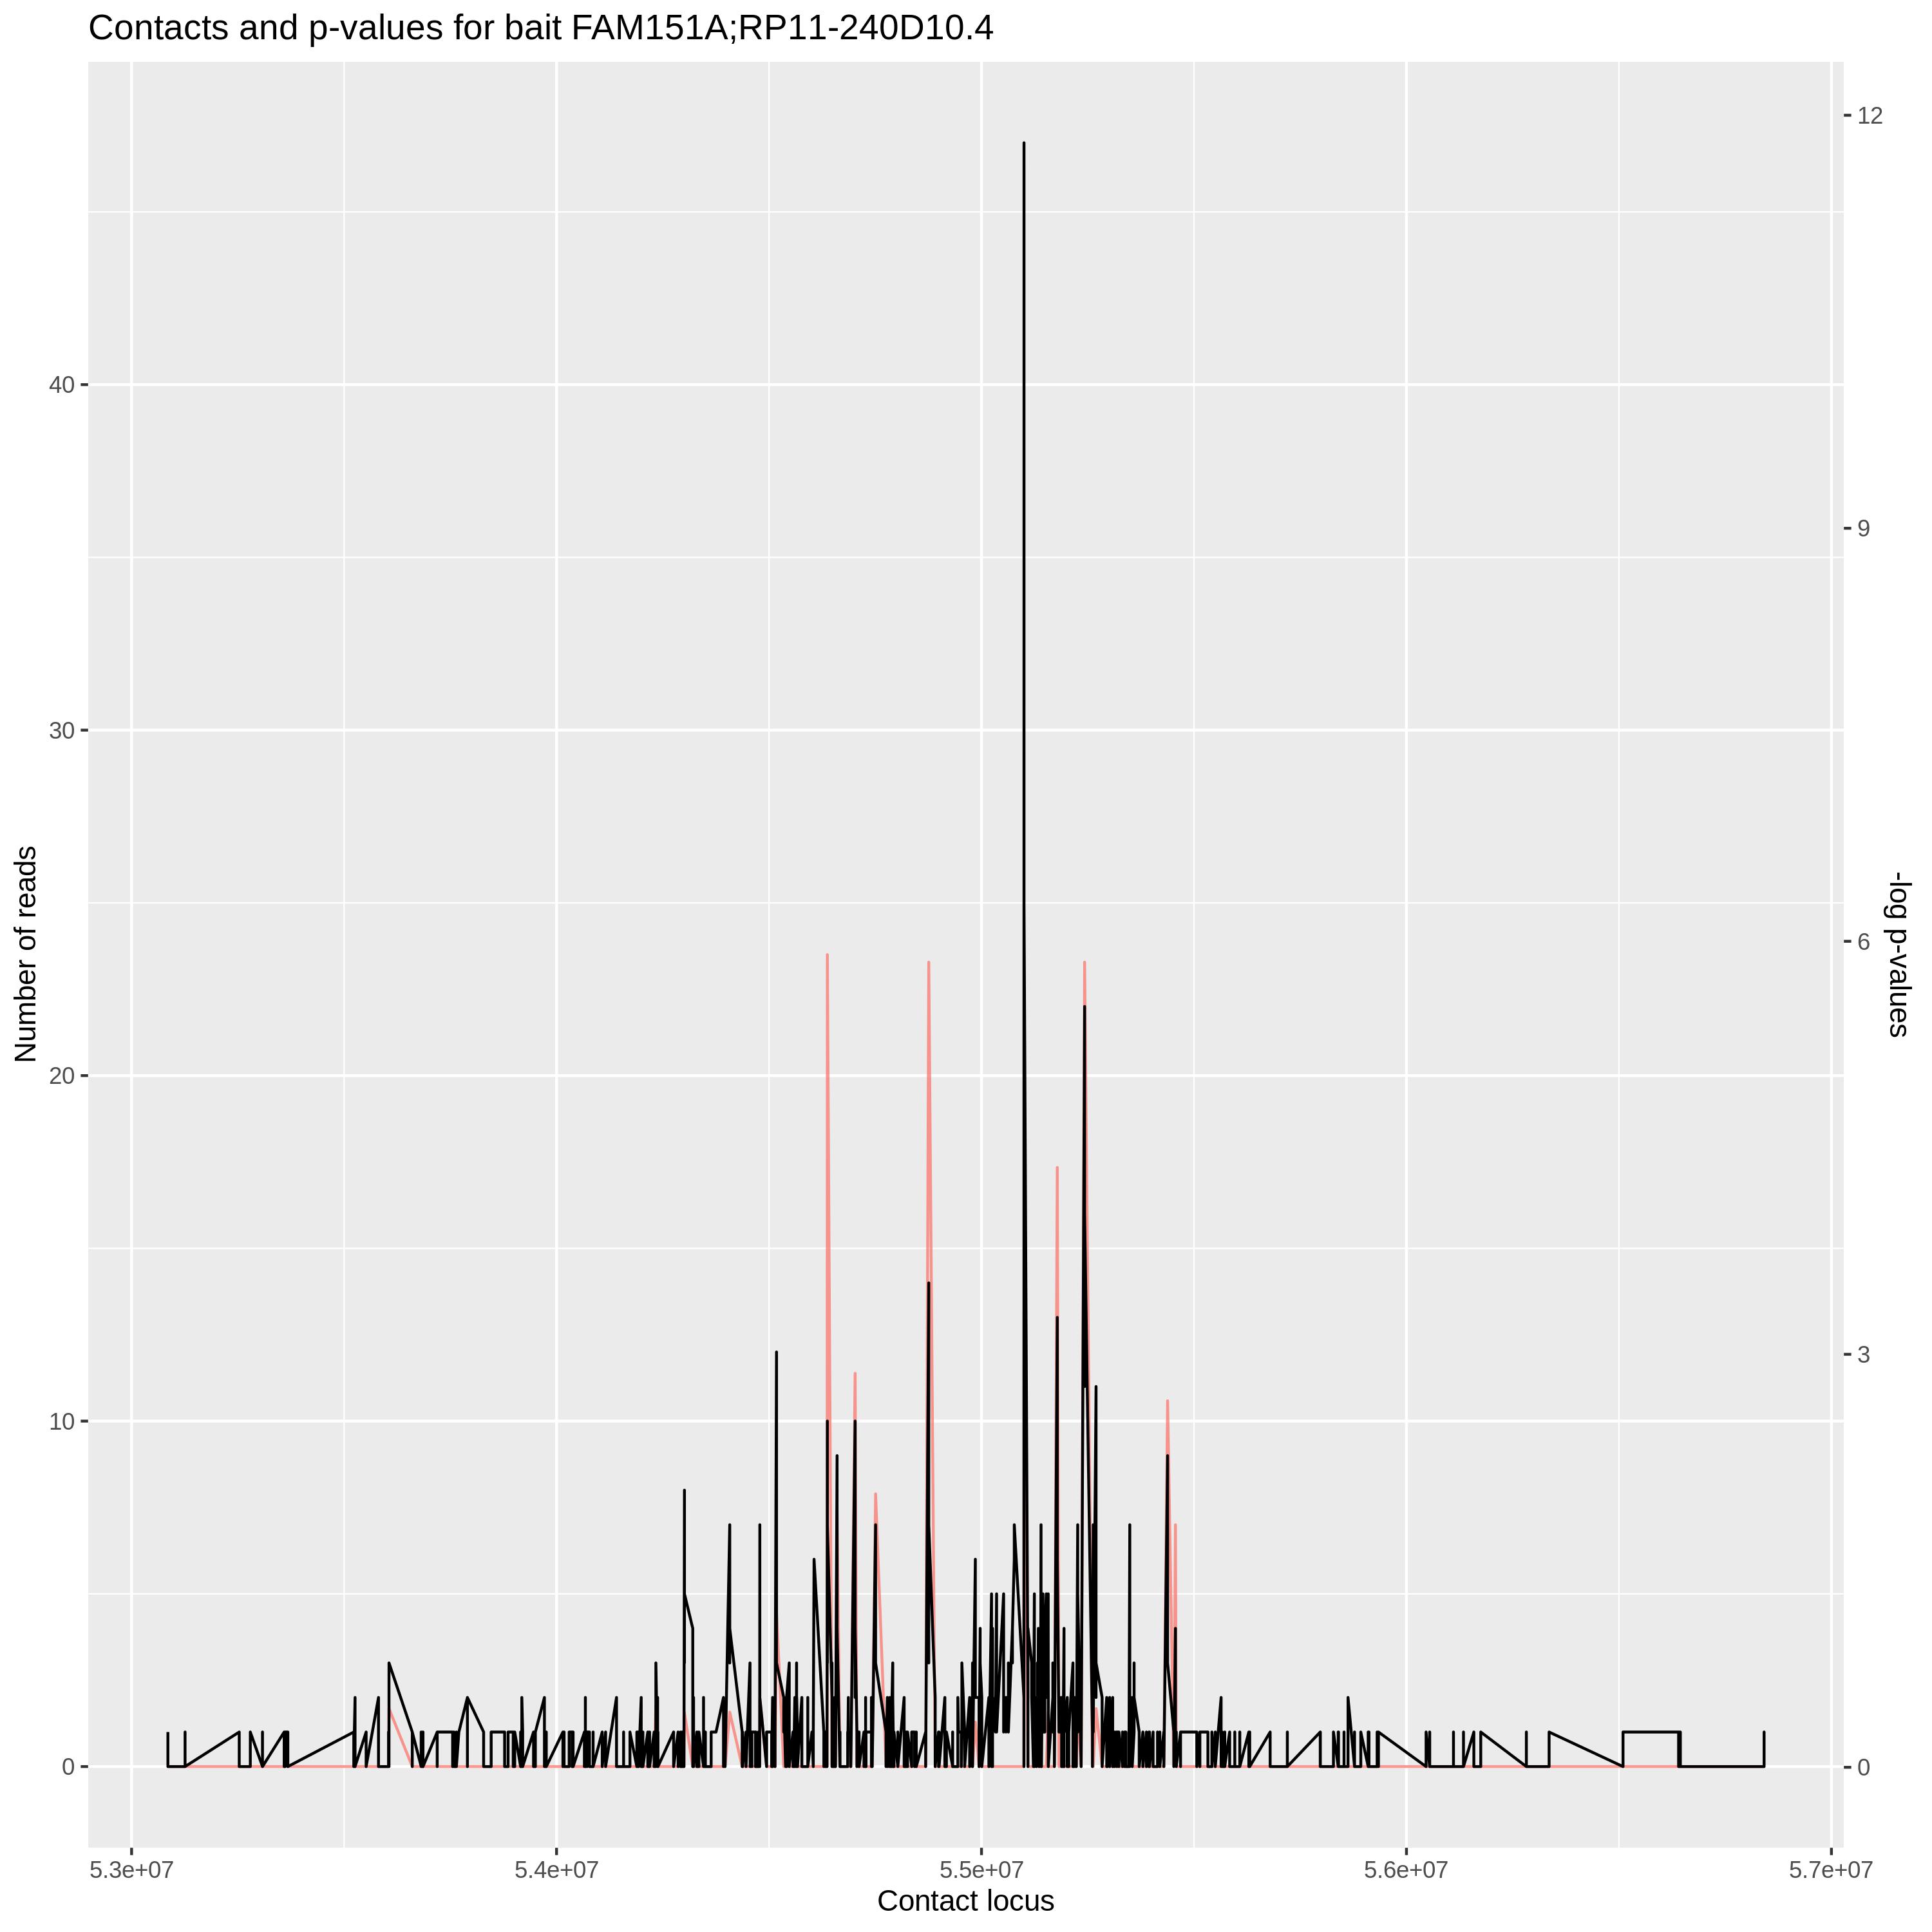 Contacts and p-values for bait FAM151A;RP11-240D10.4
Number of reads
40
30
20
10
0
12
9
6
3
0
-log p-values
5.3e+07
5.4e+07
5.5e+07
5.6e+07
5.7e+07
Contact locus